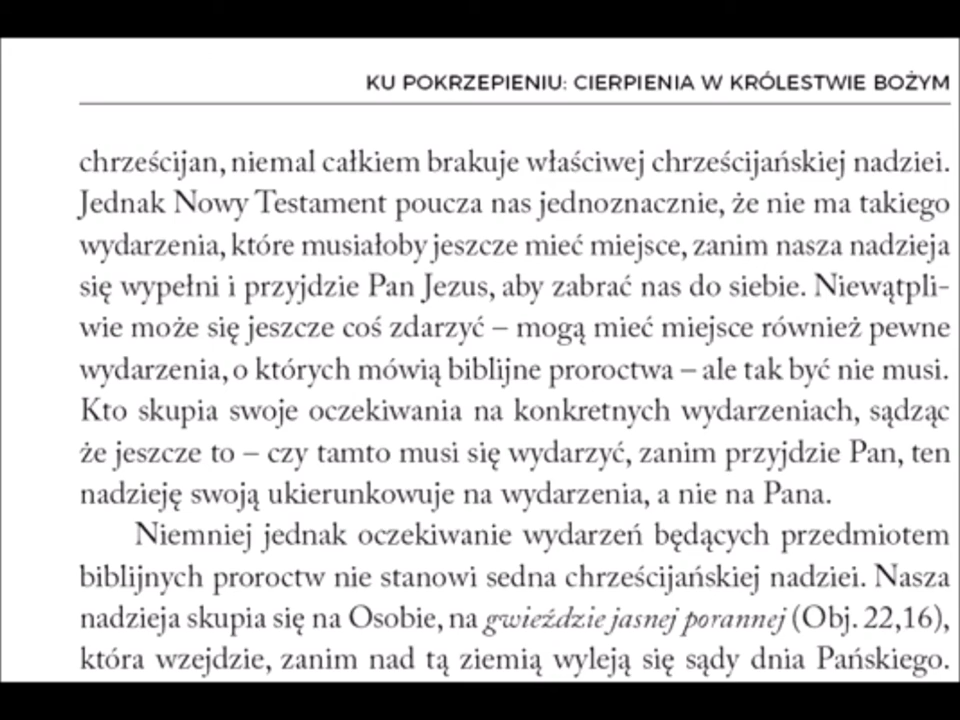 KU POKRZEPIENIU: CIERPIENIA W KRÓLESTWIE BOŻYM
chrześcijan, niemal całkiem brakuje właściwej chrześcijańskiej nadziei.
Jednak Nowy Testament poucza nas jednoznacznie, że nie ma takiego
wydarzenia, które musiałoby jeszcze mieć miejsce, zanim nasza nadzieja
się wypełni i przyjdzie Pan Jezus, aby zabrać nas do siebie. Niewątpli-
wie może się jeszcze coś zdarzyć – mogą mieć miejsce również pewne
wydarzenia, o których mówią biblijne proroctwa – ale tak być nie musi.
Kto skupia swoje oczekiwania na konkretnych wydarzeniach, sądząc
że jeszcze to – czy tamto musi się wydarzyć, zanim przyjdzie Pan, ten
nadzieję swoją ukierunkowuje na wydarzenia, a nie na Pana.
Niemniej jednak oczekiwanie wydarzeń będących przedmiotem
biblijnych proroctw nie stanowi sedna chrześcijańskiej nadziei. Nasza
nadzieja skupia się na Osobie, na gwieździe jasnej porannej (Obj. 22,16),
która wzejdzie, zanim nad tą ziemią wyleją się sądy dnia Pańskiego.